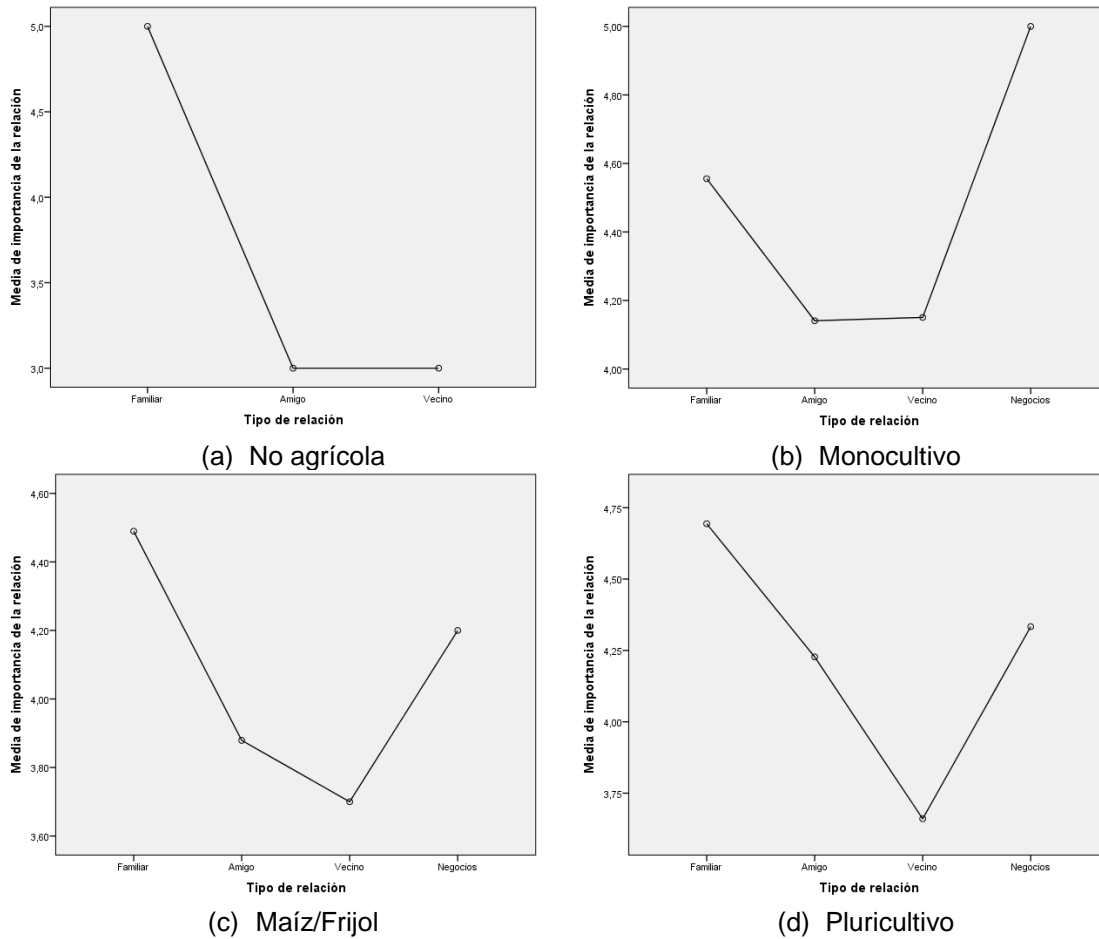 Media de importancia de la relación
5,0
4,5
4,0
3,5
3,0
Familiar
Amigo
Vecino
Tipo de relación
(a) No agrícola
Media de importancia de la relación
5,00
4,80
4,60
4,40
4,20
4,00
Familiar
Amigo
Vecino
Negocios
Tipo de relación
(b) Monocultivo
Media de importancia de la relación
4,60
4,40
4,20
4,00
3,80
3,60
Familiar
Amigo
Vecino
Negocios
Tipo de relación
(c) Maíz/Frijol
Media de importancia de la relación
4,75
4,50
4,25
4,00
3,75
Familiar
Amigo
Vecino
Negocios
Tipo de relación
(d) Pluricultivo